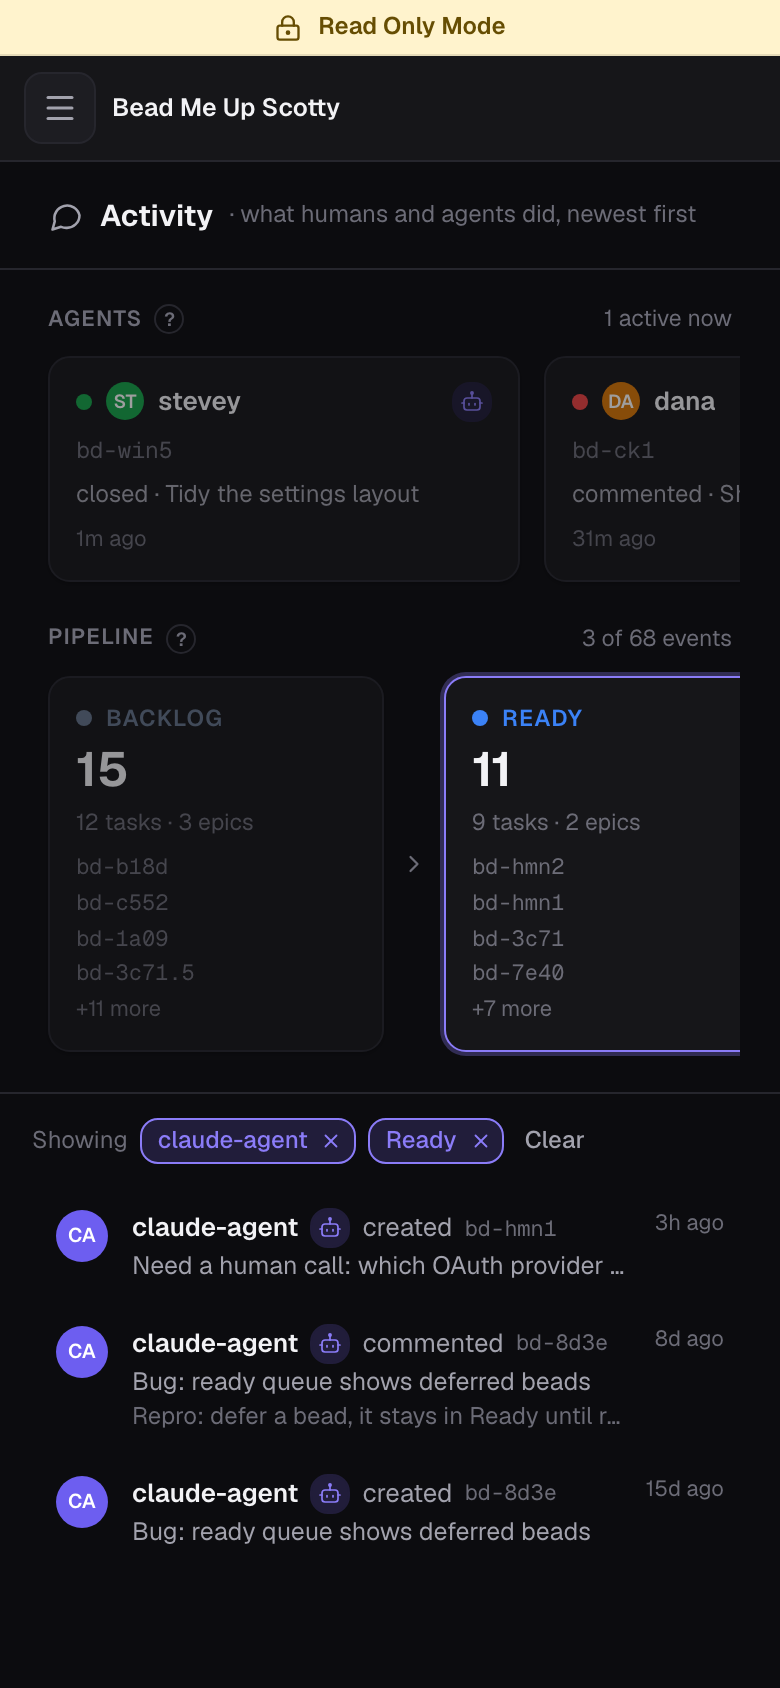 Read Only Mode
Bead Me Up Scotty
Activity · what humans and agents did, newest first
AGENTS ? 1 active now
ST stevey
bd-win5
closed · Tidy the settings layout
1m ago
DA dana
bd-ck1
commented ·
31m ago
PIPELINE ? 3 of 68 events
BACKLOG
15
12 tasks · 3 epics
bd-b18d
bd-c552
bd-1a09
bd-3c71.5
+11 more
READY
11
9 tasks · 2 epics
bd-hmn2
bd-hmn1
bd-3c71
bd-7e40
+7 more
Showing claude-agent × Ready × Clear
CA claude-agent created bd-hmn1 3h ago
Need a human call: which OAuth provider ...
CA claude-agent commented bd-8d3e 8d ago
Bug: ready queue shows deferred beads
Repro: defer a bead, it stays in Ready until r...
CA claude-agent created bd-8d3e 15d ago
Bug: ready queue shows deferred beads